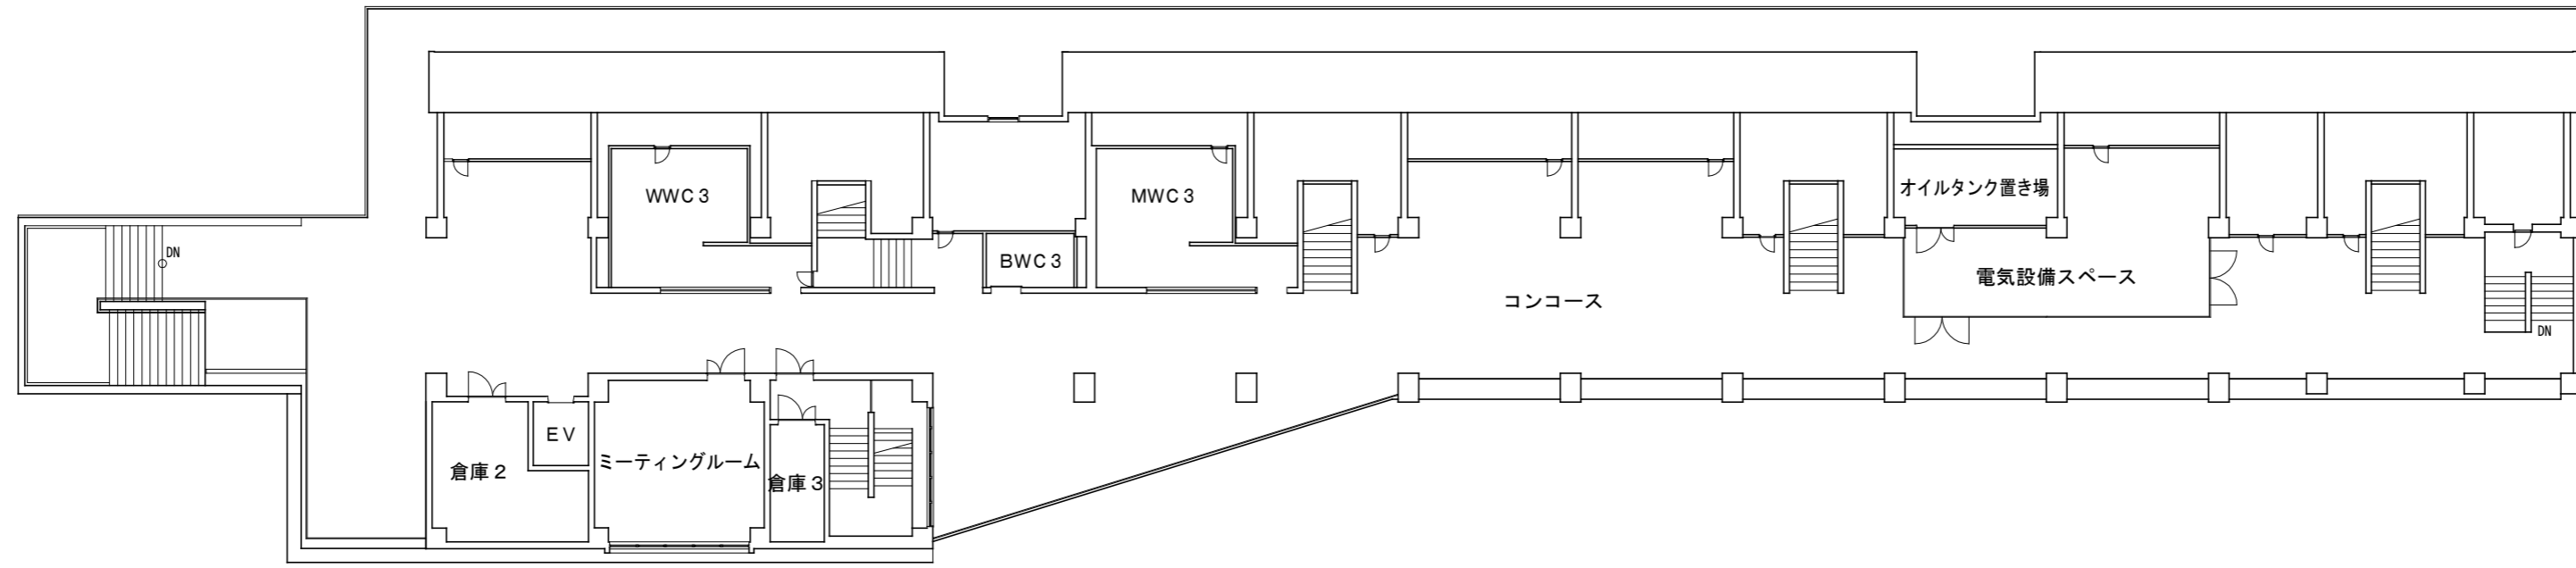 WWC３
MWC３
オイルタンク置き場
DN
BWC３
電気設備スペース
コンコース
DN
EV
ミーティングルーム
倉庫２
倉庫３